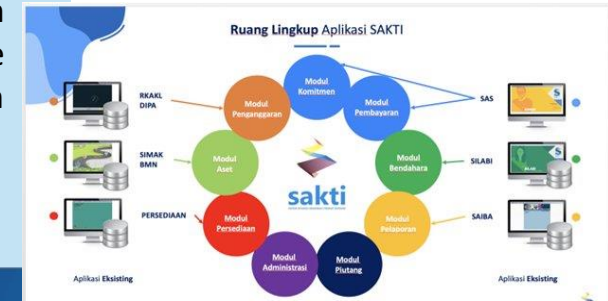 Ruang Lingkup Aplikasi SAKTI
RKAKL
DIPA
SIMAK
BMN
PERSEDIAAN
Aplikasi Eksisting
Modul
Komitmen
Modul
Penganggaran
Modul
Pembayaran
Modul
Aset
Modul
Bendahara
sakti
Modul
Persediaan
Modul
Pelaporan
Modul
Administrasi
Modul
Piutang
SAS
SILABI
SAIBA
Aplikasi Eksisting